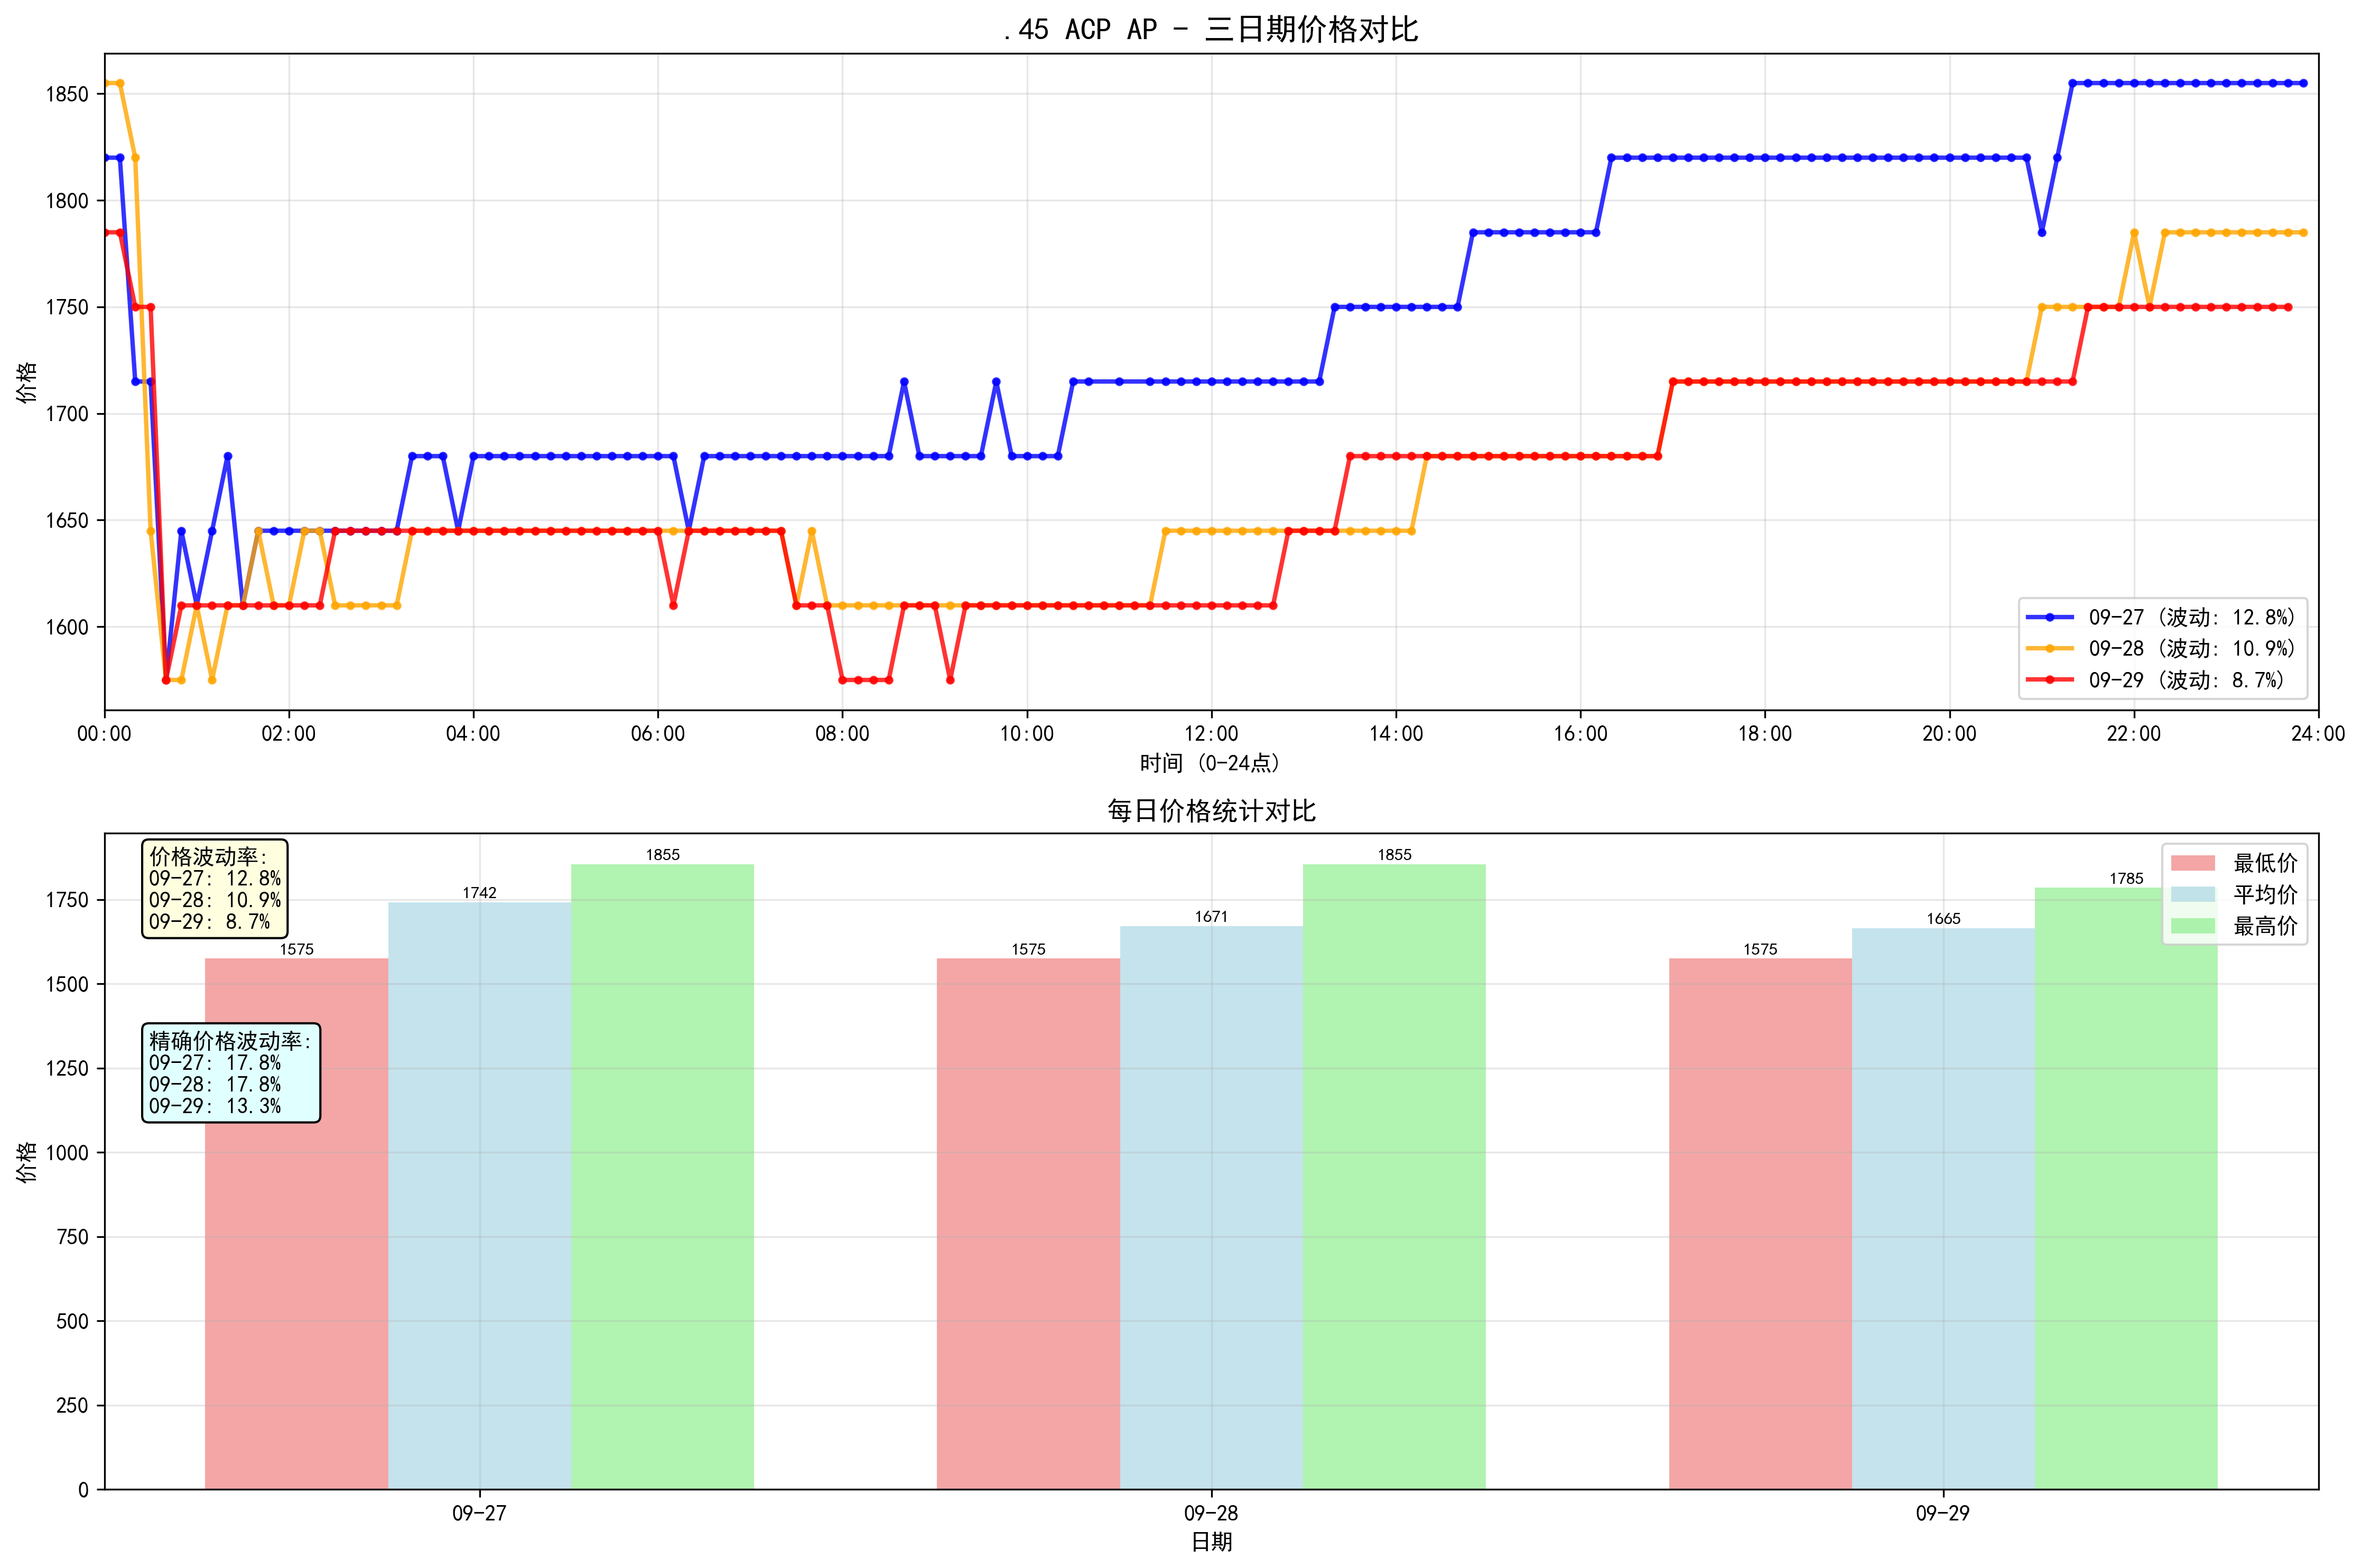 .45 ACP AP - 三日期价格对比
价格
1850
1800
1750
1700
1650
1600
09-27 (波动: 12.8%)
09-28 (波动: 10.9%)
09-29 (波动: 8.7%)
00:00 02:00 04:00 06:00 08:00 10:00 12:00 14:00 16:00 18:00 20:00 22:00 24:00
时间 (0-24点)
每日价格统计对比
价格
1750
1500
1250
1000
750
500
250
0
价格波动率:
09-27: 12.8%
09-28: 10.9%
09-29: 8.7%
精确价格波动率:
09-27: 17.8%
09-28: 17.8%
09-29: 13.3%
1575 1742 1855
1575 1671 1855
1575 1665 1785
最低价
平均价
最高价
09-27 09-28 09-29
日期